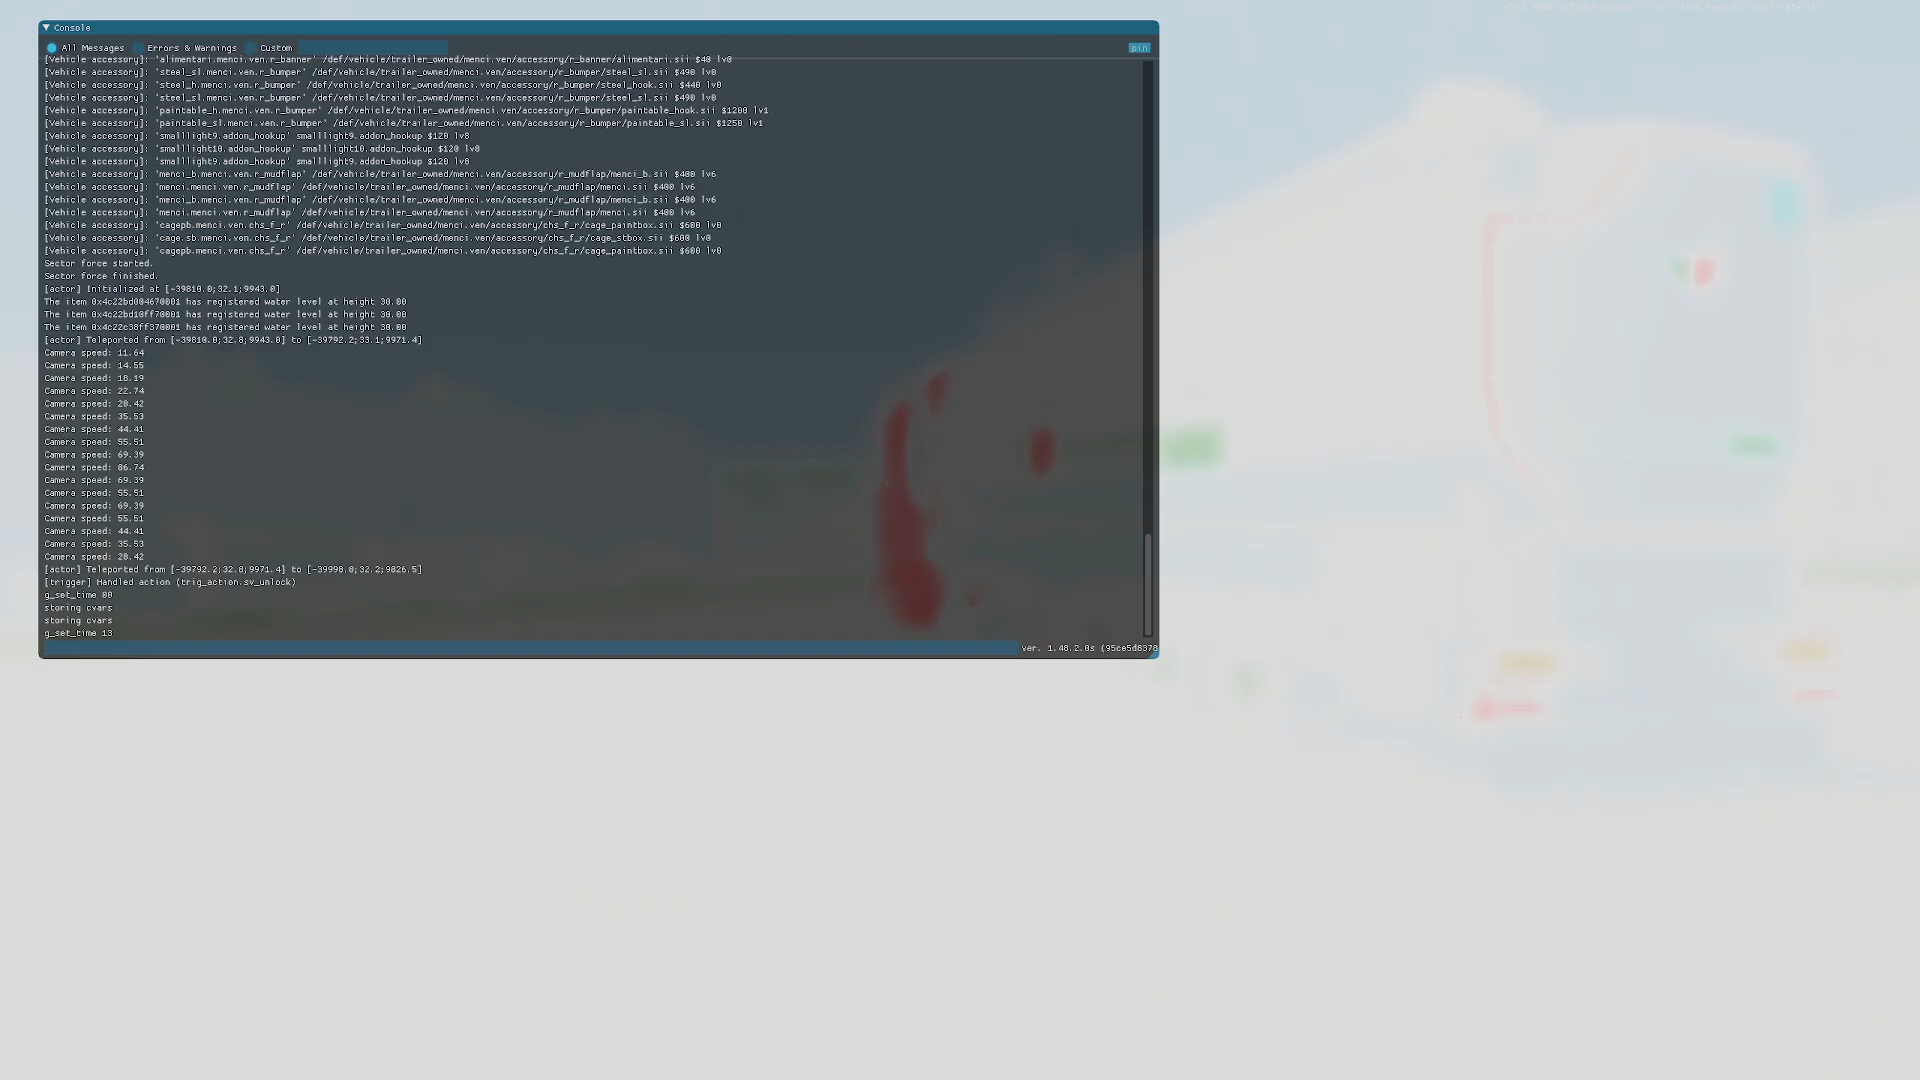 Console
All Messages Errors & Warnings Custom pin
[Vehicle accessory]: 'alimentari.menci.ven.r_banner' /def/vehicle/trailer_owned/menci.ven/accessory/r_banner/alimentari.sii $40 lv0
[Vehicle accessory]: 'steel_sl.menci.ven.r_bumper' /def/vehicle/trailer_owned/menci.ven/accessory/r_bumper/steel_sl.sii $490 lv0
[Vehicle accessory]: 'steel_h.menci.ven.r_bumper' /def/vehicle/trailer_owned/menci.ven/accessory/r_bumper/steel_hook.sii $440 lv0
[Vehicle accessory]: 'steel_sl.menci.ven.r_bumper' /def/vehicle/trailer_owned/menci.ven/accessory/r_bumper/steel_sl.sii $490 lv0
[Vehicle accessory]: 'paintable_h.menci.ven.r_bumper' /def/vehicle/trailer_owned/menci.ven/accessory/r_bumper/paintable_hook.sii $1200 lv1
[Vehicle accessory]: 'paintable_sl.menci.ven.r_bumper' /def/vehicle/trailer_owned/menci.ven/accessory/r_bumper/paintable_sl.sii $1250 lv1
[Vehicle accessory]: 'smalllight9.addon_hookup' smalllight9.addon_hookup $120 lv8
[Vehicle accessory]: 'smalllight10.addon_hookup' smalllight10.addon_hookup $120 lv8
[Vehicle accessory]: 'smalllight9.addon_hookup' smalllight9.addon_hookup $120 lv8
[Vehicle accessory]: 'menci_b.menci.ven.r_mudflap' /def/vehicle/trailer_owned/menci.ven/accessory/r_mudflap/menci_b.sii $400 lv6
[Vehicle accessory]: 'menci.menci.ven.r_mudflap' /def/vehicle/trailer_owned/menci.ven/accessory/r_mudflap/menci.sii $400 lv6
[Vehicle accessory]: 'menci_b.menci.ven.r_mudflap' /def/vehicle/trailer_owned/menci.ven/accessory/r_mudflap/menci_b.sii $400 lv6
[Vehicle accessory]: 'menci.menci.ven.r_mudflap' /def/vehicle/trailer_owned/menci.ven/accessory/r_mudflap/menci.sii $400 lv6
[Vehicle accessory]: 'cagepb.menci.ven.chs_f_r' /def/vehicle/trailer_owned/menci.ven/accessory/chs_f_r/cage_paintbox.sii $600 lv0
[Vehicle accessory]: 'cage.sb.menci.ven.chs_f_r' /def/vehicle/trailer_owned/menci.ven/accessory/chs_f_r/cage_stbox.sii $600 lv0
[Vehicle accessory]: 'cagepb.menci.ven.chs_f_r' /def/vehicle/trailer_owned/menci.ven/accessory/chs_f_r/cage_paintbox.sii $600 lv0
Sector force started.
Sector force finished.
[actor] Initialized at [-39810.0;32.1;9943.0]
The item 0x4c22bd004670001 has registered water level at height 30.00
The item 0x4c22bd10ff70001 has registered water level at height 30.00
The item 0x4c22c38ff370001 has registered water level at height 30.00
[actor] Teleported from [-39810.0;32.8;9943.0] to [-39792.2;33.1;9971.4]
Camera speed: 11.64
Camera speed: 14.55
Camera speed: 18.19
Camera speed: 22.74
Camera speed: 28.42
Camera speed: 35.53
Camera speed: 44.41
Camera speed: 55.51
Camera speed: 69.39
Camera speed: 86.74
Camera speed: 69.39
Camera speed: 55.51
Camera speed: 69.39
Camera speed: 55.51
Camera speed: 44.41
Camera speed: 35.53
Camera speed: 28.42
[actor] Teleported from [-39792.2;32.8;9971.4] to [-39990.8;32.2;9826.5]
[trigger] Handled action (trig_action.sv_unlock)
g_set_time 00
storing cvars
storing cvars
g_set_time 13
ver. 1.48.2.0s (95ce5d8378